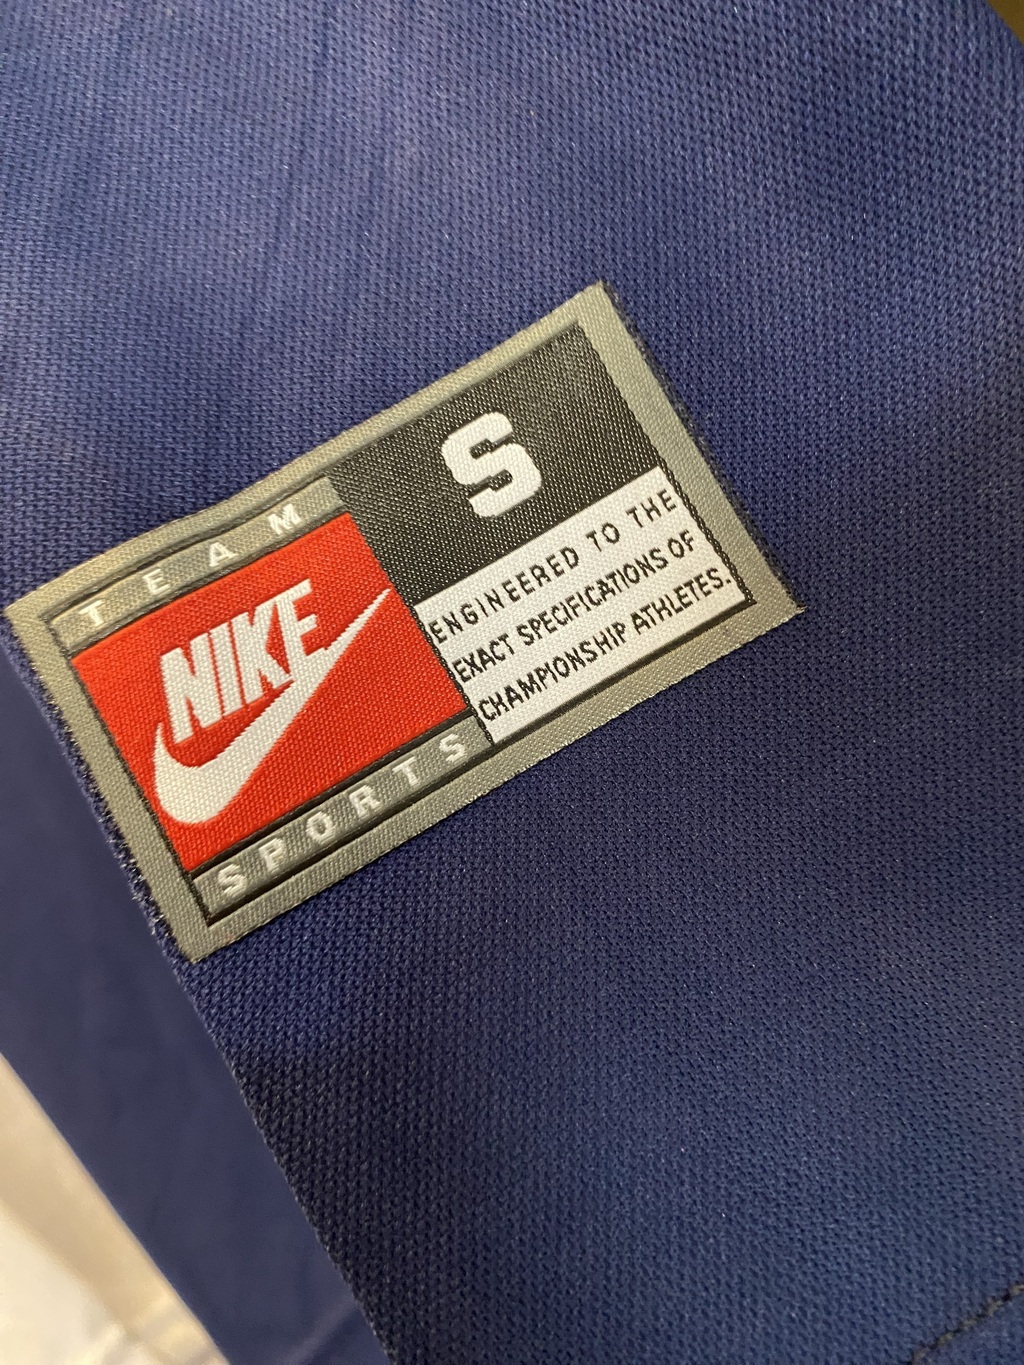 S
TEAM
NIKE
SPORTS
ENGINEERED TO THE
EXACT SPECIFICATIONS OF
CHAMPIONSHIP ATHLETES.